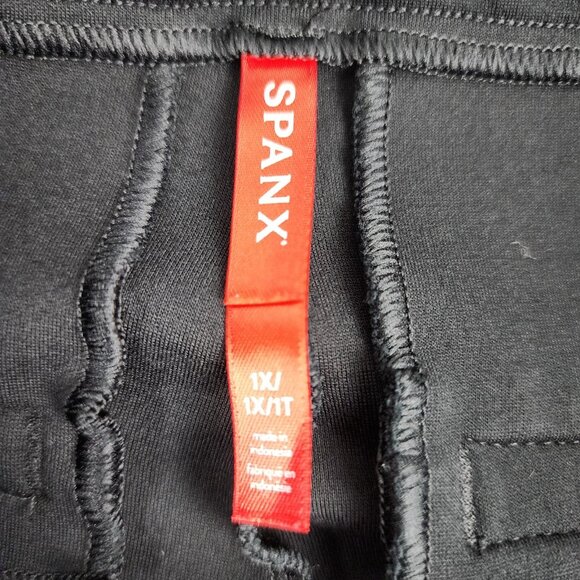 SPANX
1X/
1X/1T
made in
indonesia
fabriqué en
indonésie